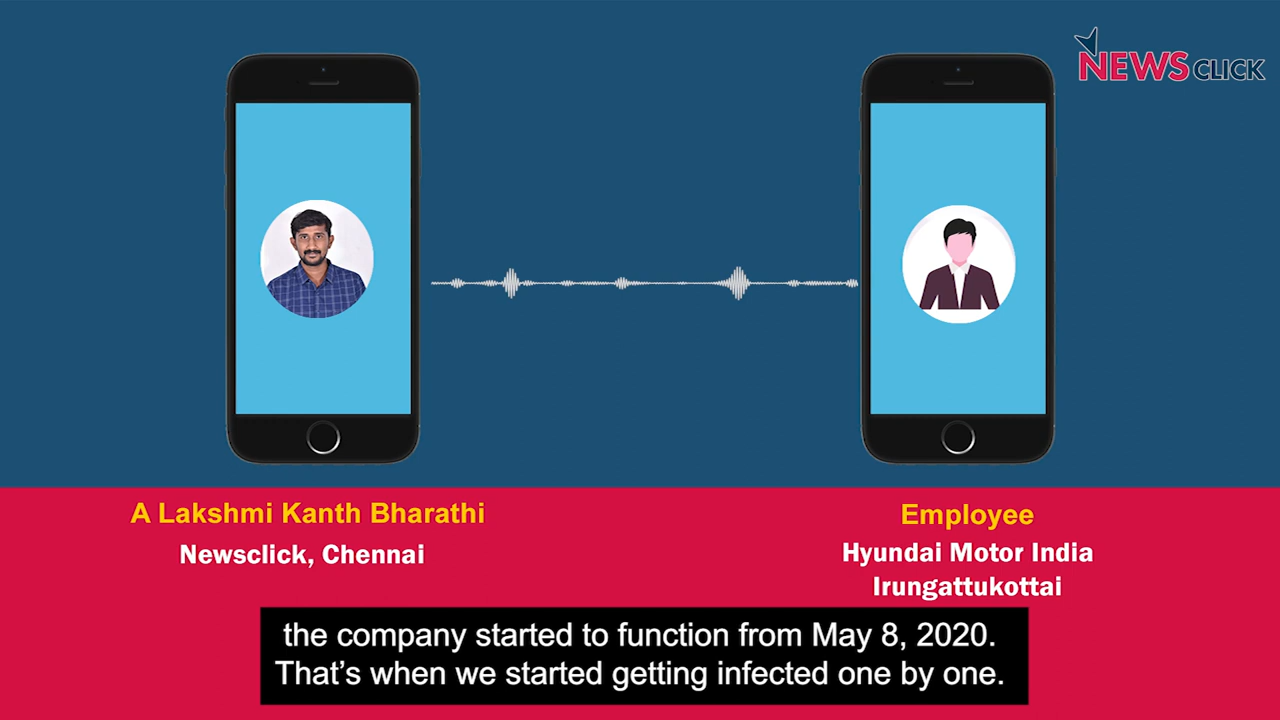 NEWSCLICK
A Lakshmi Kanth Bharathi
Newsclick, Chennai
Employee
Hyundai Motor India
Irungattukottai
the company started to function from May 8, 2020.
That’s when we started getting infected one by one.